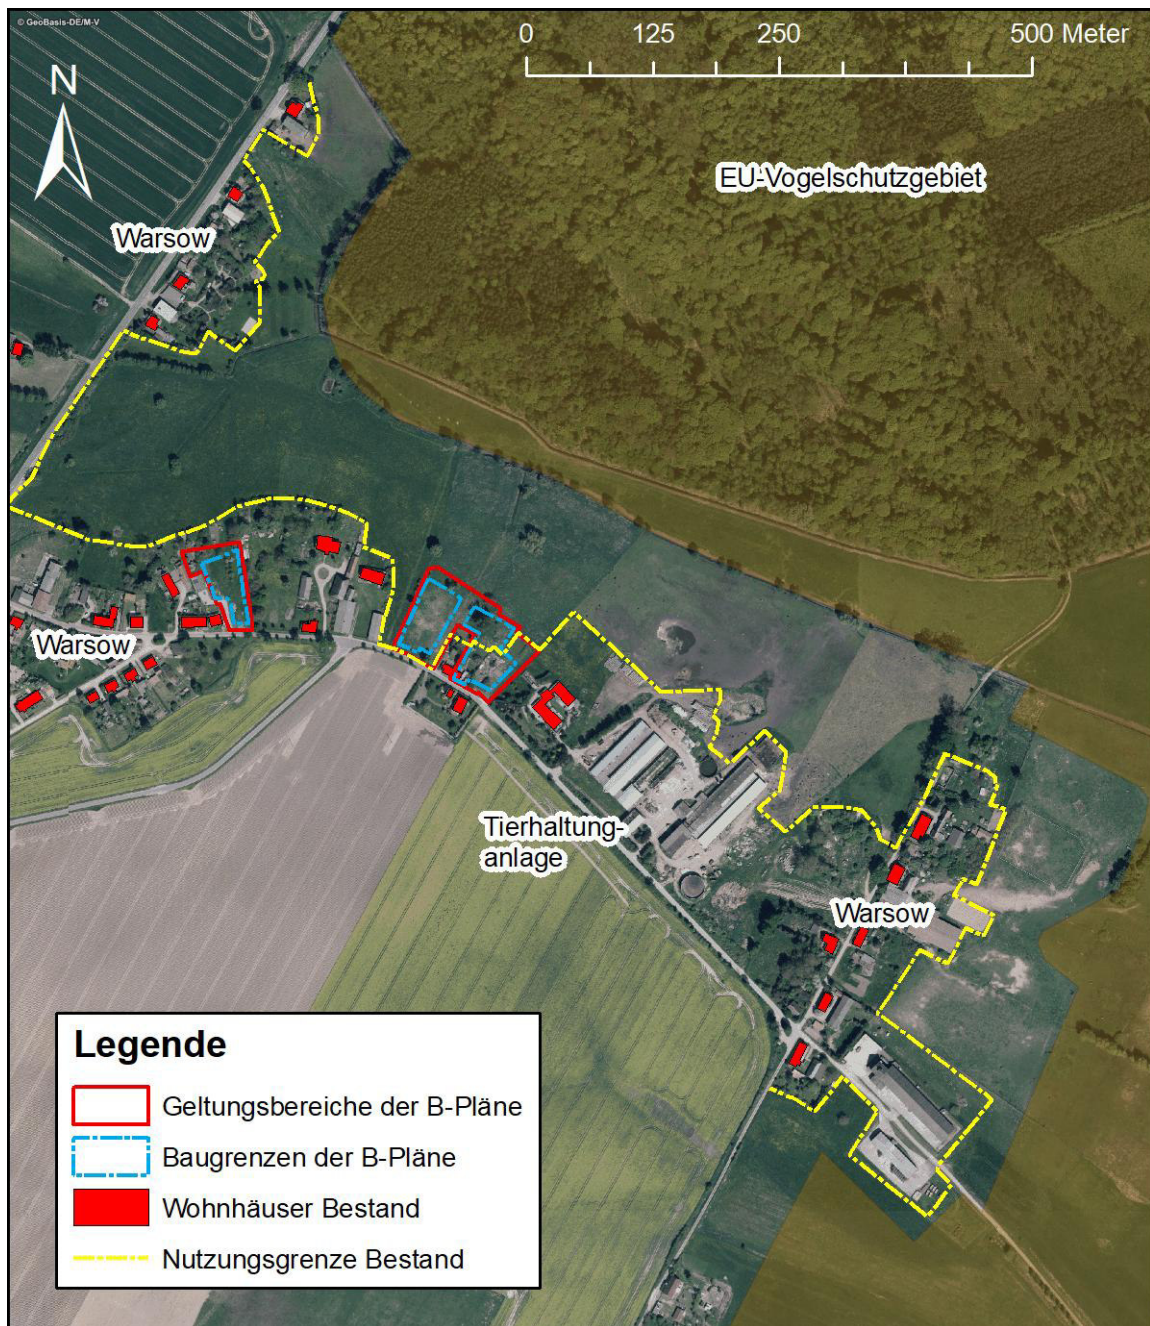 © GeoBasis-DE/M-V
0 125 250 500 Meter
N
EU-Vogelschutzgebiet
Warsow
Warsow
Tierhaltung-
anlage
Warsow
Legende
Geltungsbereiche der B-Pläne
Baugrenzen der B-Pläne
Wohnhäuser Bestand
Nutzungsgrenze Bestand